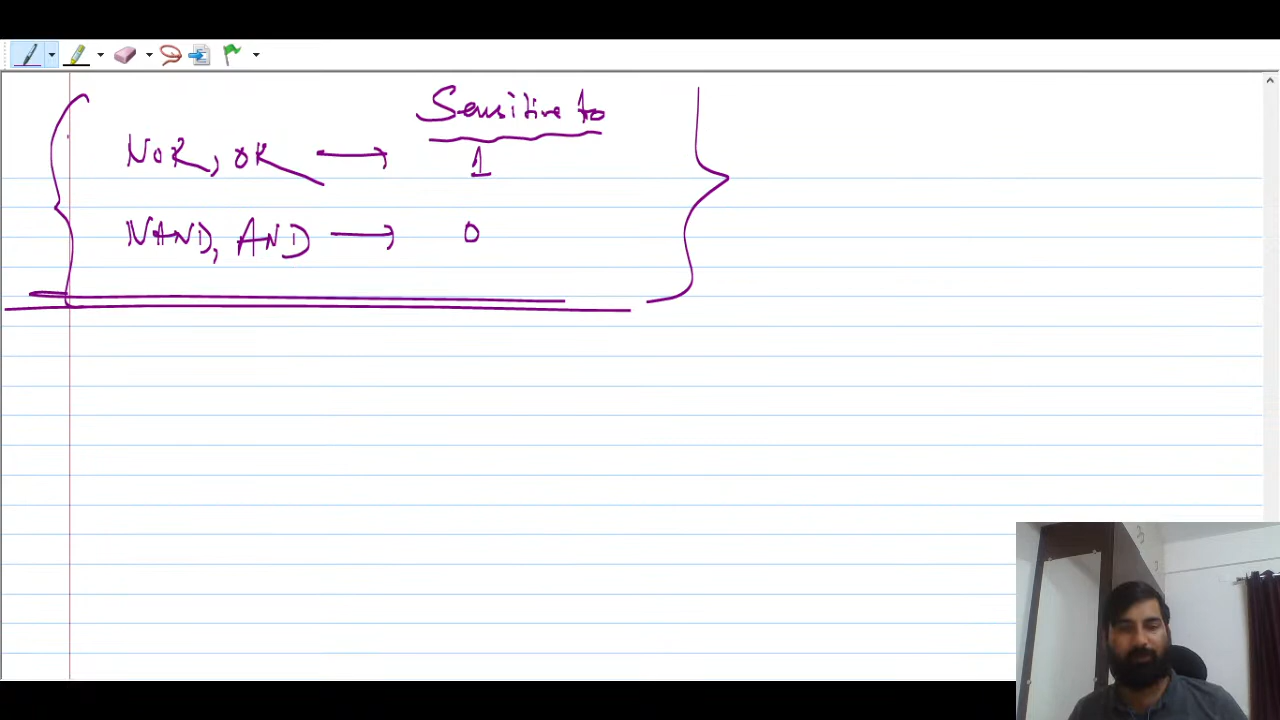 Sensitive to
NOR, OR → 1
NAND, AND → 0